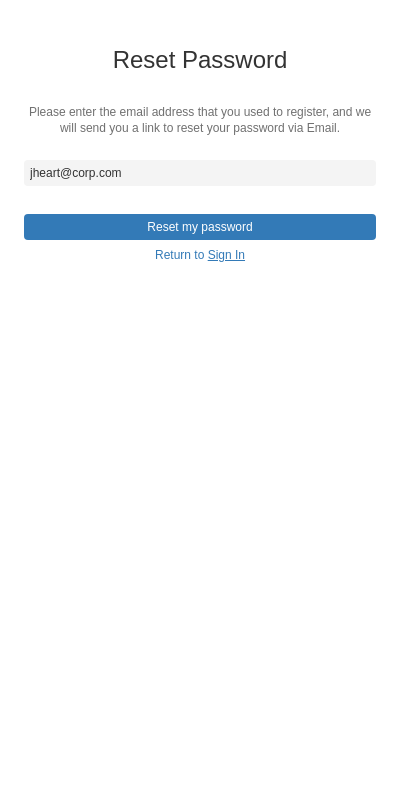 Reset Password
Please enter the email address that you used to register, and we
will send you a link to reset your password via Email.
jheart@corp.com
Reset my password
Return to Sign In